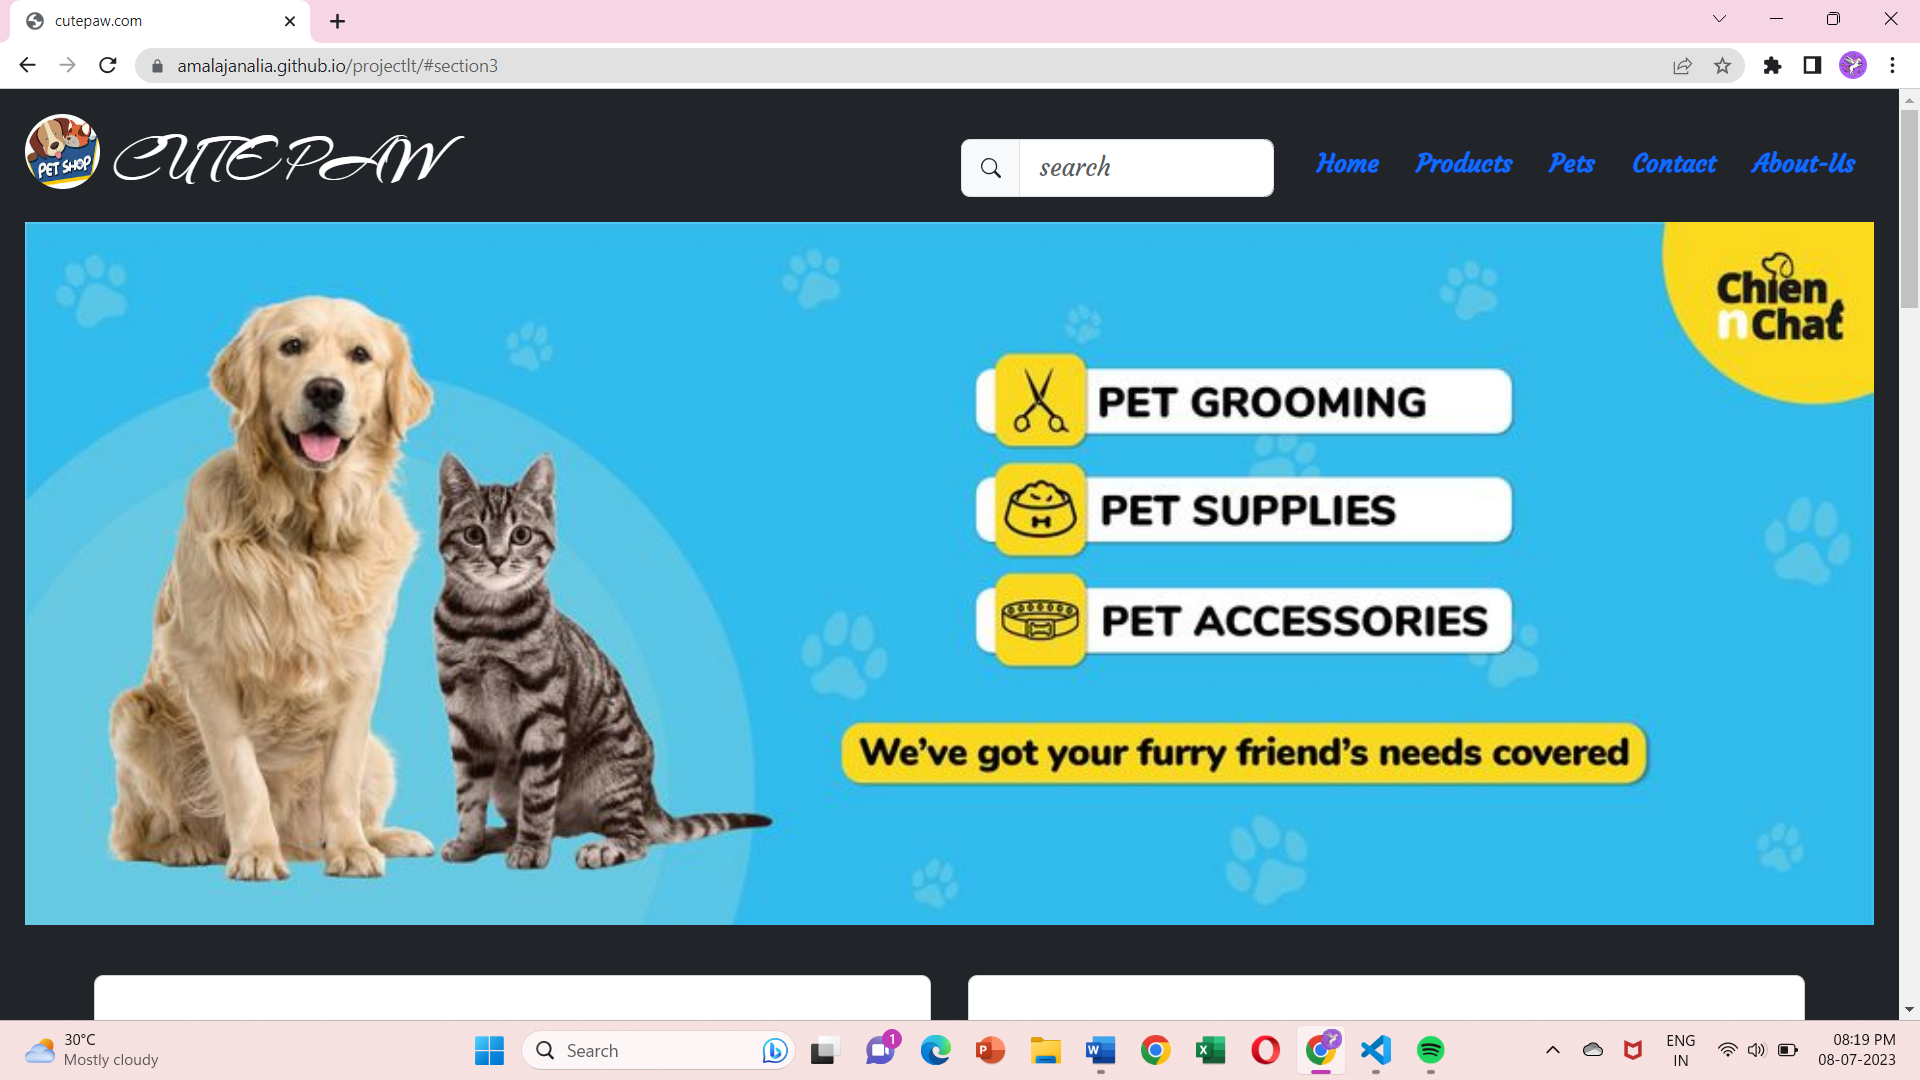 cutepaw.com
amalajanalia.github.io/projectlt/#section3
PET SHOP
CUTEPAW
search
Home Products Pets Contact About-Us
Chien
n Chat
PET GROOMING
PET SUPPLIES
PET ACCESSORIES
We've got your furry friend's needs covered
30°C
Mostly cloudy
Search
1
ENG
IN
08:19 PM
08-07-2023